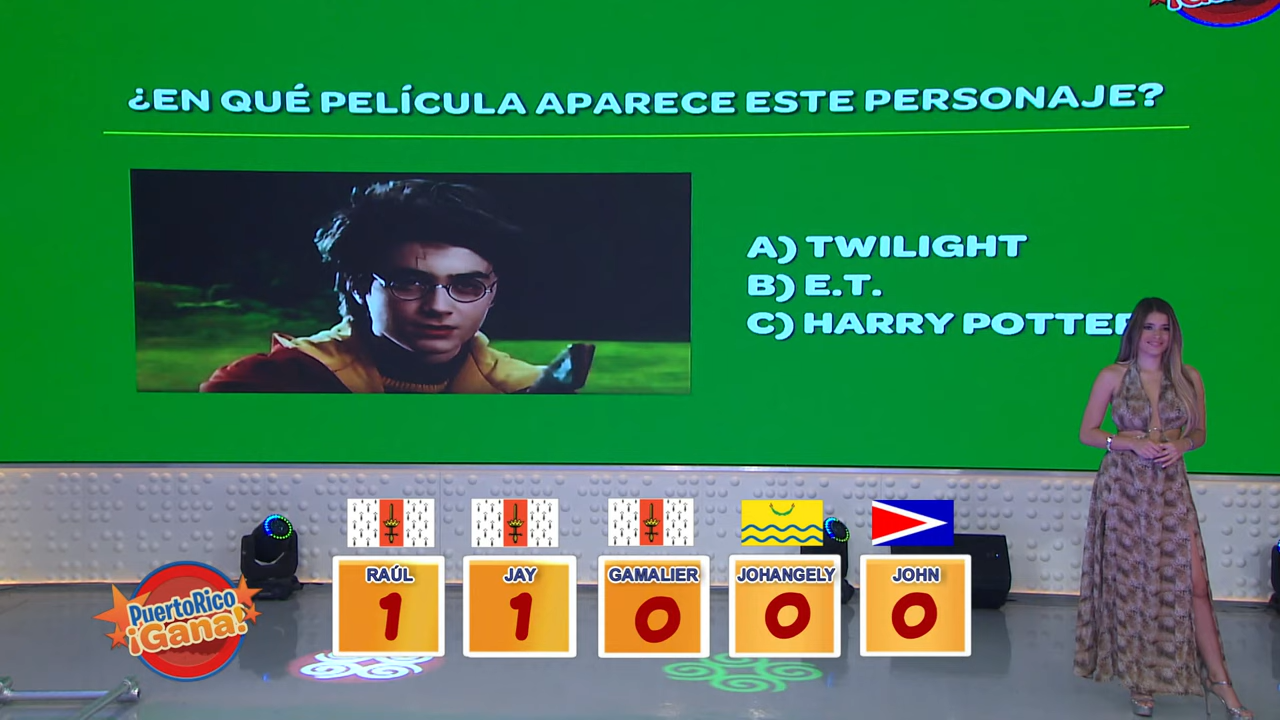 ¿EN QUÉ PELÍCULA APARECE ESTE PERSONAJE?
A) TWILIGHT
B) E.T.
C) HARRY POTTER
RAÚL
JAY
GAMALIER
JOHANGELY
JOHN
1
1
0
0
0
PuertoRico
¡Gana!